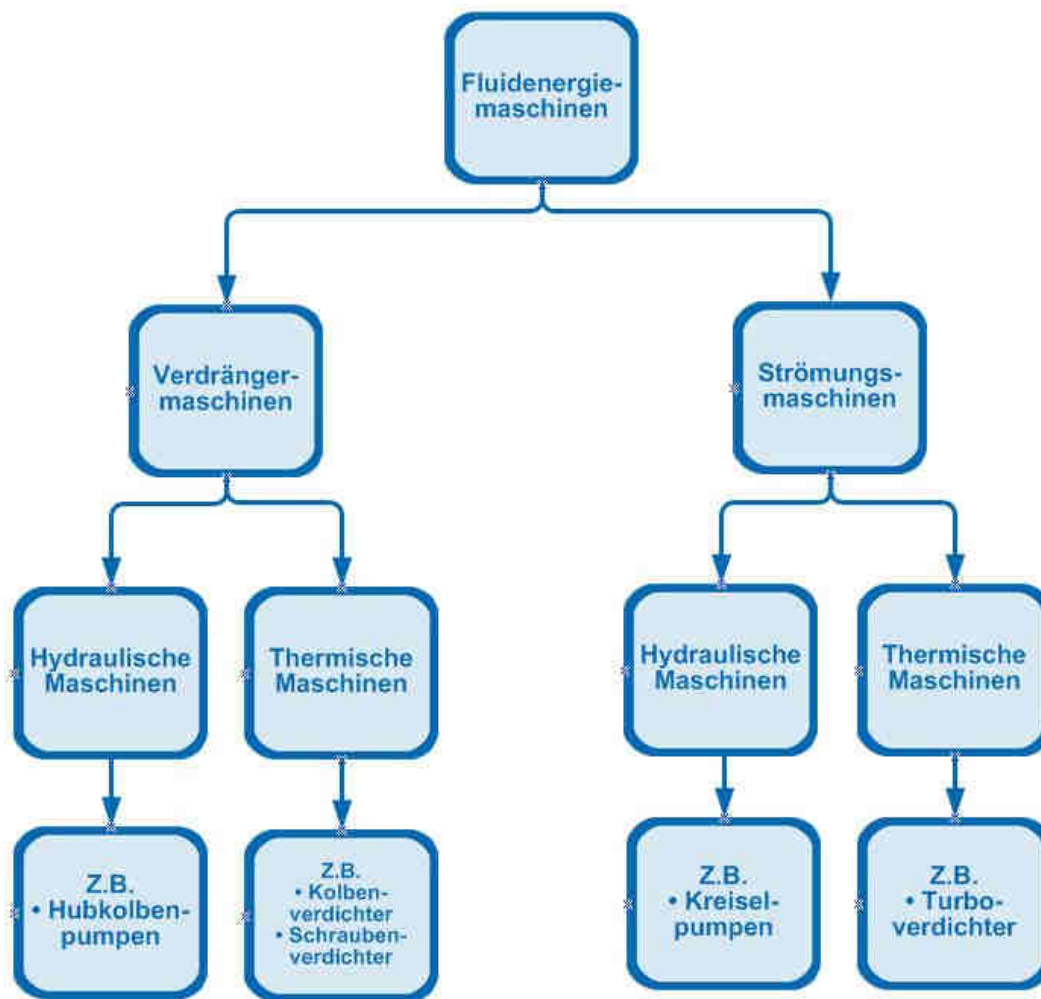 Fluidenergie-
maschinen
Verdränger-
maschinen
Strömungs-
maschinen
Hydraulische
Maschinen
Thermische
Maschinen
Hydraulische
Maschinen
Thermische
Maschinen
Z.B.
• Hubkolben-
pumpen
Z.B.
• Kolben-
verdichter
• Schrauben-
verdichter
Z.B.
• Kreisel-
pumpen
Z.B.
• Turbo-
verdichter